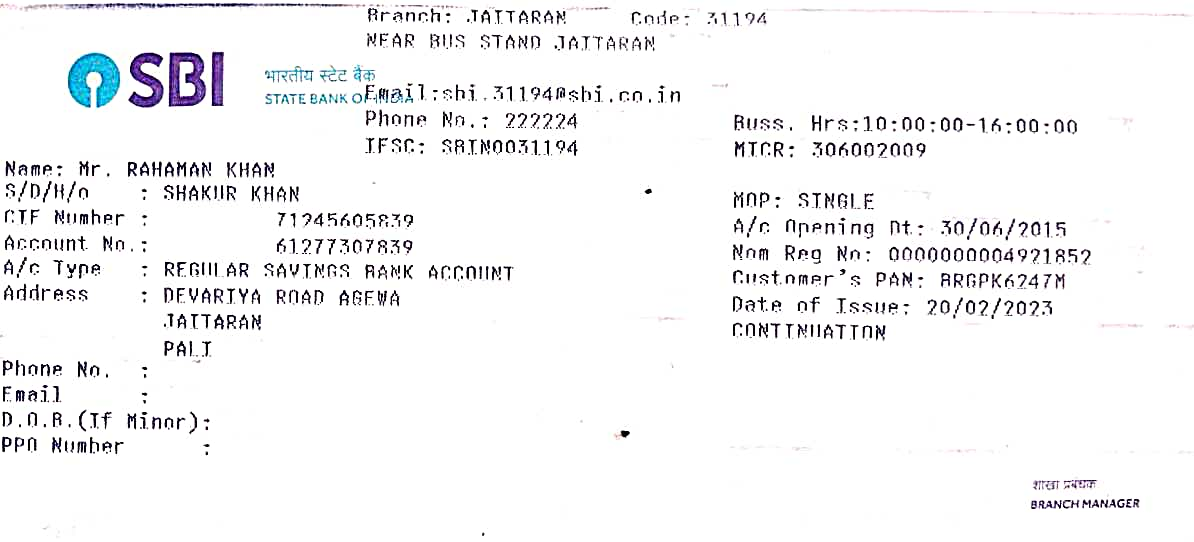 Branch: JAITARAN Code: 31194
NEAR BUS STAND JAITARAN
SBI
भारतीय स्टेट बैंक
STATE BANK OF INDIA
Email:sbi.31194@sbi.co.in
Phone No.: 222224
Buss. Hrs:10:00:00-16:00:00
IFSC: SBIN0031194
MICR: 306002009
Name: Mr. RAHAMAN KHAN
S/D/H/o : SHAKUR KHAN
MOP: SINGLE
CIF Number : 71245605839
A/c Opening Dt: 30/06/2015
Account No.: 61277307839
Nom Reg No: 0000000004921852
A/c Type : REGULAR SAVINGS BANK ACCOUNT
Customer's PAN:
Address : DEVARIYA ROAD AGEWA
Date of Issue: 20/02/2023
JAITARAN
CONTINUATION
PALI
Phone No. :
Email :
D.O.B.(If Minor):
PPO Number :
शाखा प्रबंधक
BRANCH MANAGER